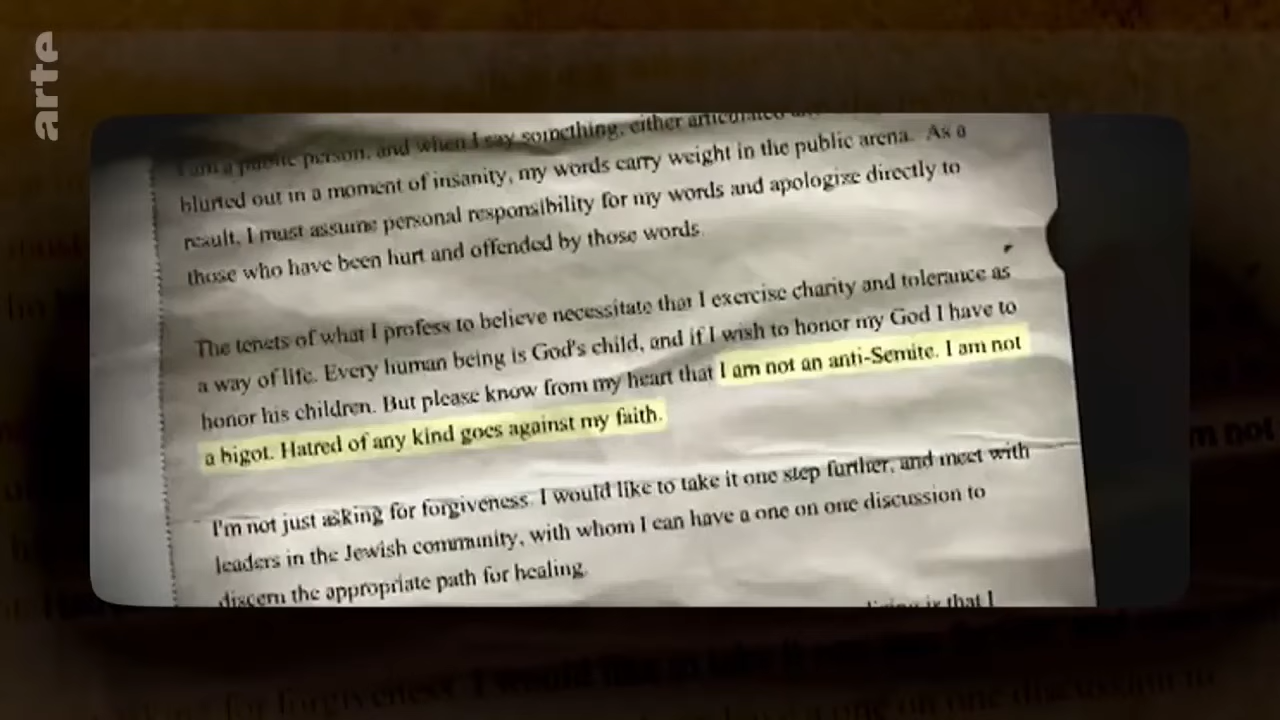 arte
I am a public person, and when I say something, either articulated
blurted out in a moment of insanity, my words carry weight in the public arena. As a
result, I must assume personal responsibility for my words and apologize directly to
those who have been hurt and offended by those words.
The tenets of what I profess to believe necessitate that I exercise charity and tolerance as
a way of life. Every human being is God's child, and if I wish to honor my God I have to
honor his children. But please know from my heart that I am not an anti-Semite. I am not
a bigot. Hatred of any kind goes against my faith.
I'm not just asking for forgiveness. I would like to take it one step further, and meet with
leaders in the Jewish community, with whom I can have a one on one discussion to
discern the appropriate path for healing.
is that I